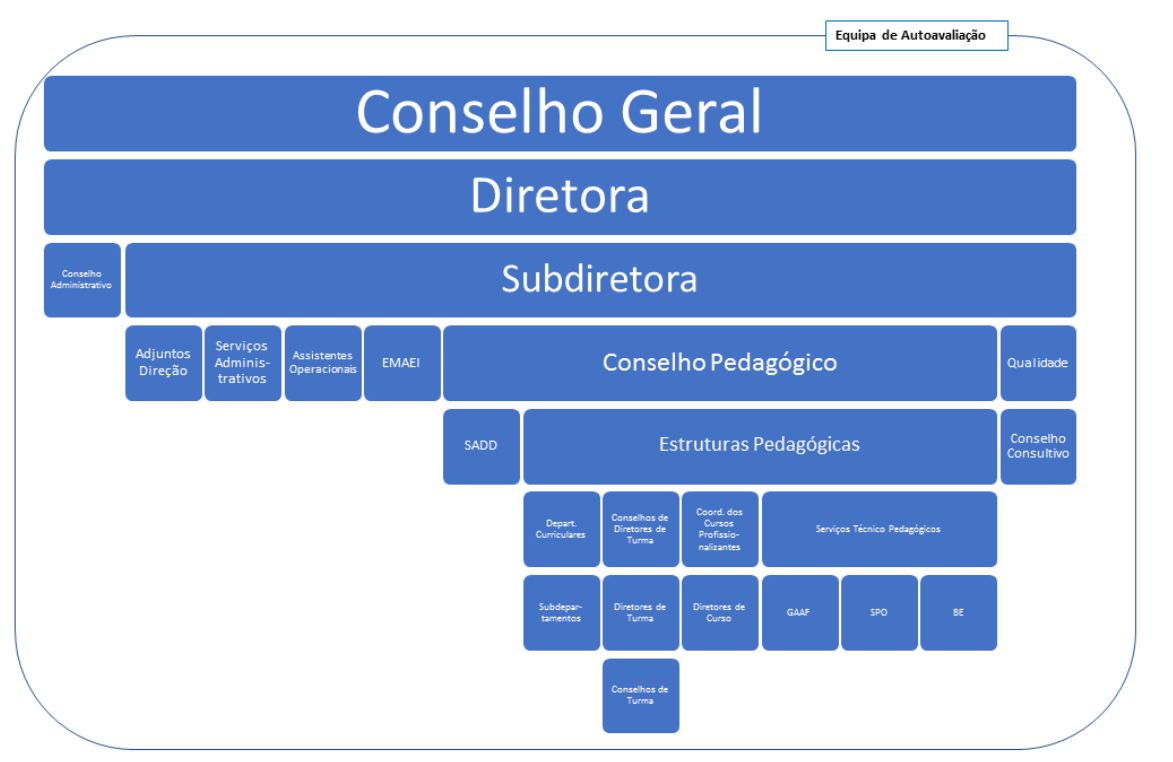 Equipa de Autoavaliação
Conselho Geral
Diretora
Conselho
Administrativo
Subdiretora
Adjuntos
Direção
Serviços
Adminis-
trativos
Assistentes
Operacionais
EMAEI
Conselho Pedagógico
Qualidade
SADD
Estruturas Pedagógicas
Conselho
Consultivo
Depart.
Curriculares
Conselhos de
Diretores de
Turma
Coord. dos
Cursos
Profissio-
nalizantes
Serviços Técnico Pedagógicos
Subdepar-
tamentos
Diretores de
Turma
Diretores de
Curso
GAAF
SPO
BE
Conselhos de
Turma